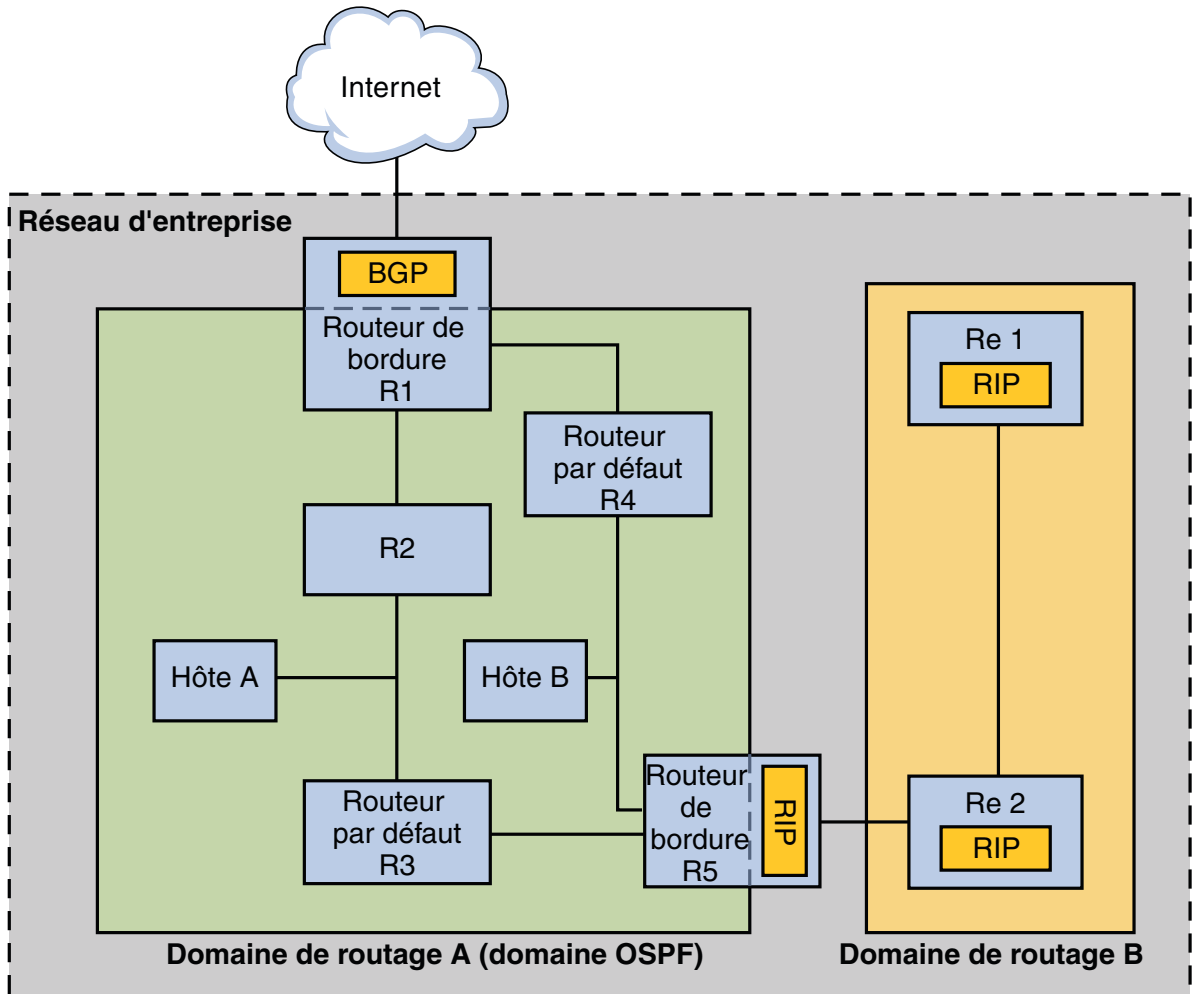 Internet
Réseau d'entreprise
BGP
Routeur de
bordure
R1
Re 1
RIP
Routeur
par défaut
R4
R2
Hôte A
Hôte B
Routeur
par défaut
R3
Routeur
de
bordure
R5
RIP
Re 2
RIP
Domaine de routage A (domaine OSPF)
Domaine de routage B